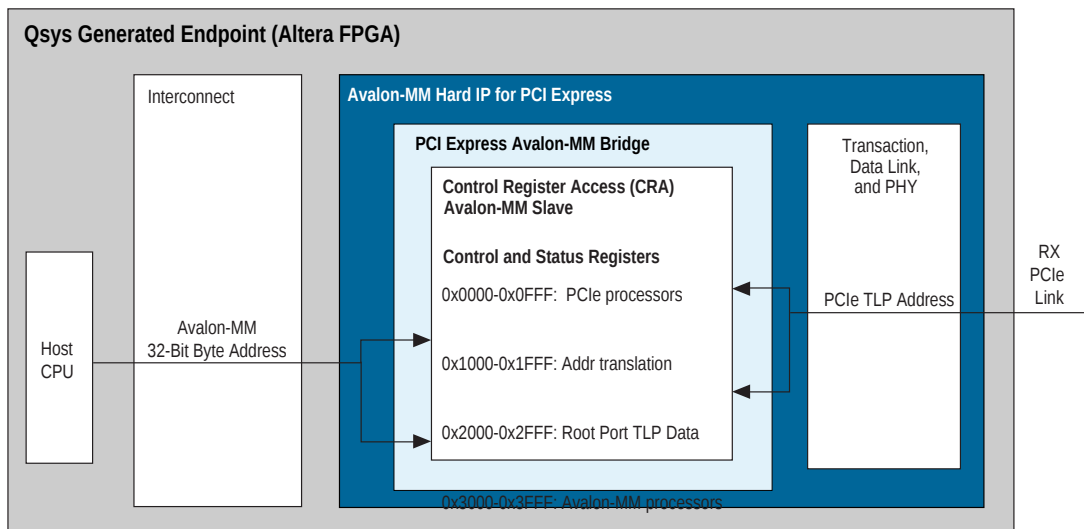 Qsys Generated Endpoint (Altera FPGA)
Interconnect
Avalon-MM Hard IP for PCI Express
PCI Express Avalon-MM Bridge
Control Register Access (CRA)
Avalon-MM Slave
Control and Status Registers
0x0000-0x0FFF: PCIe processors
0x1000-0x1FFF: Addr translation
0x2000-0x2FFF: Root Port TLP Data
0x3000-0x3FFF: Avalon-MM processors
Transaction,
Data Link,
and PHY
PCIe TLP Address
RX
PCIe
Link
Host
CPU
Avalon-MM
32-Bit Byte Address